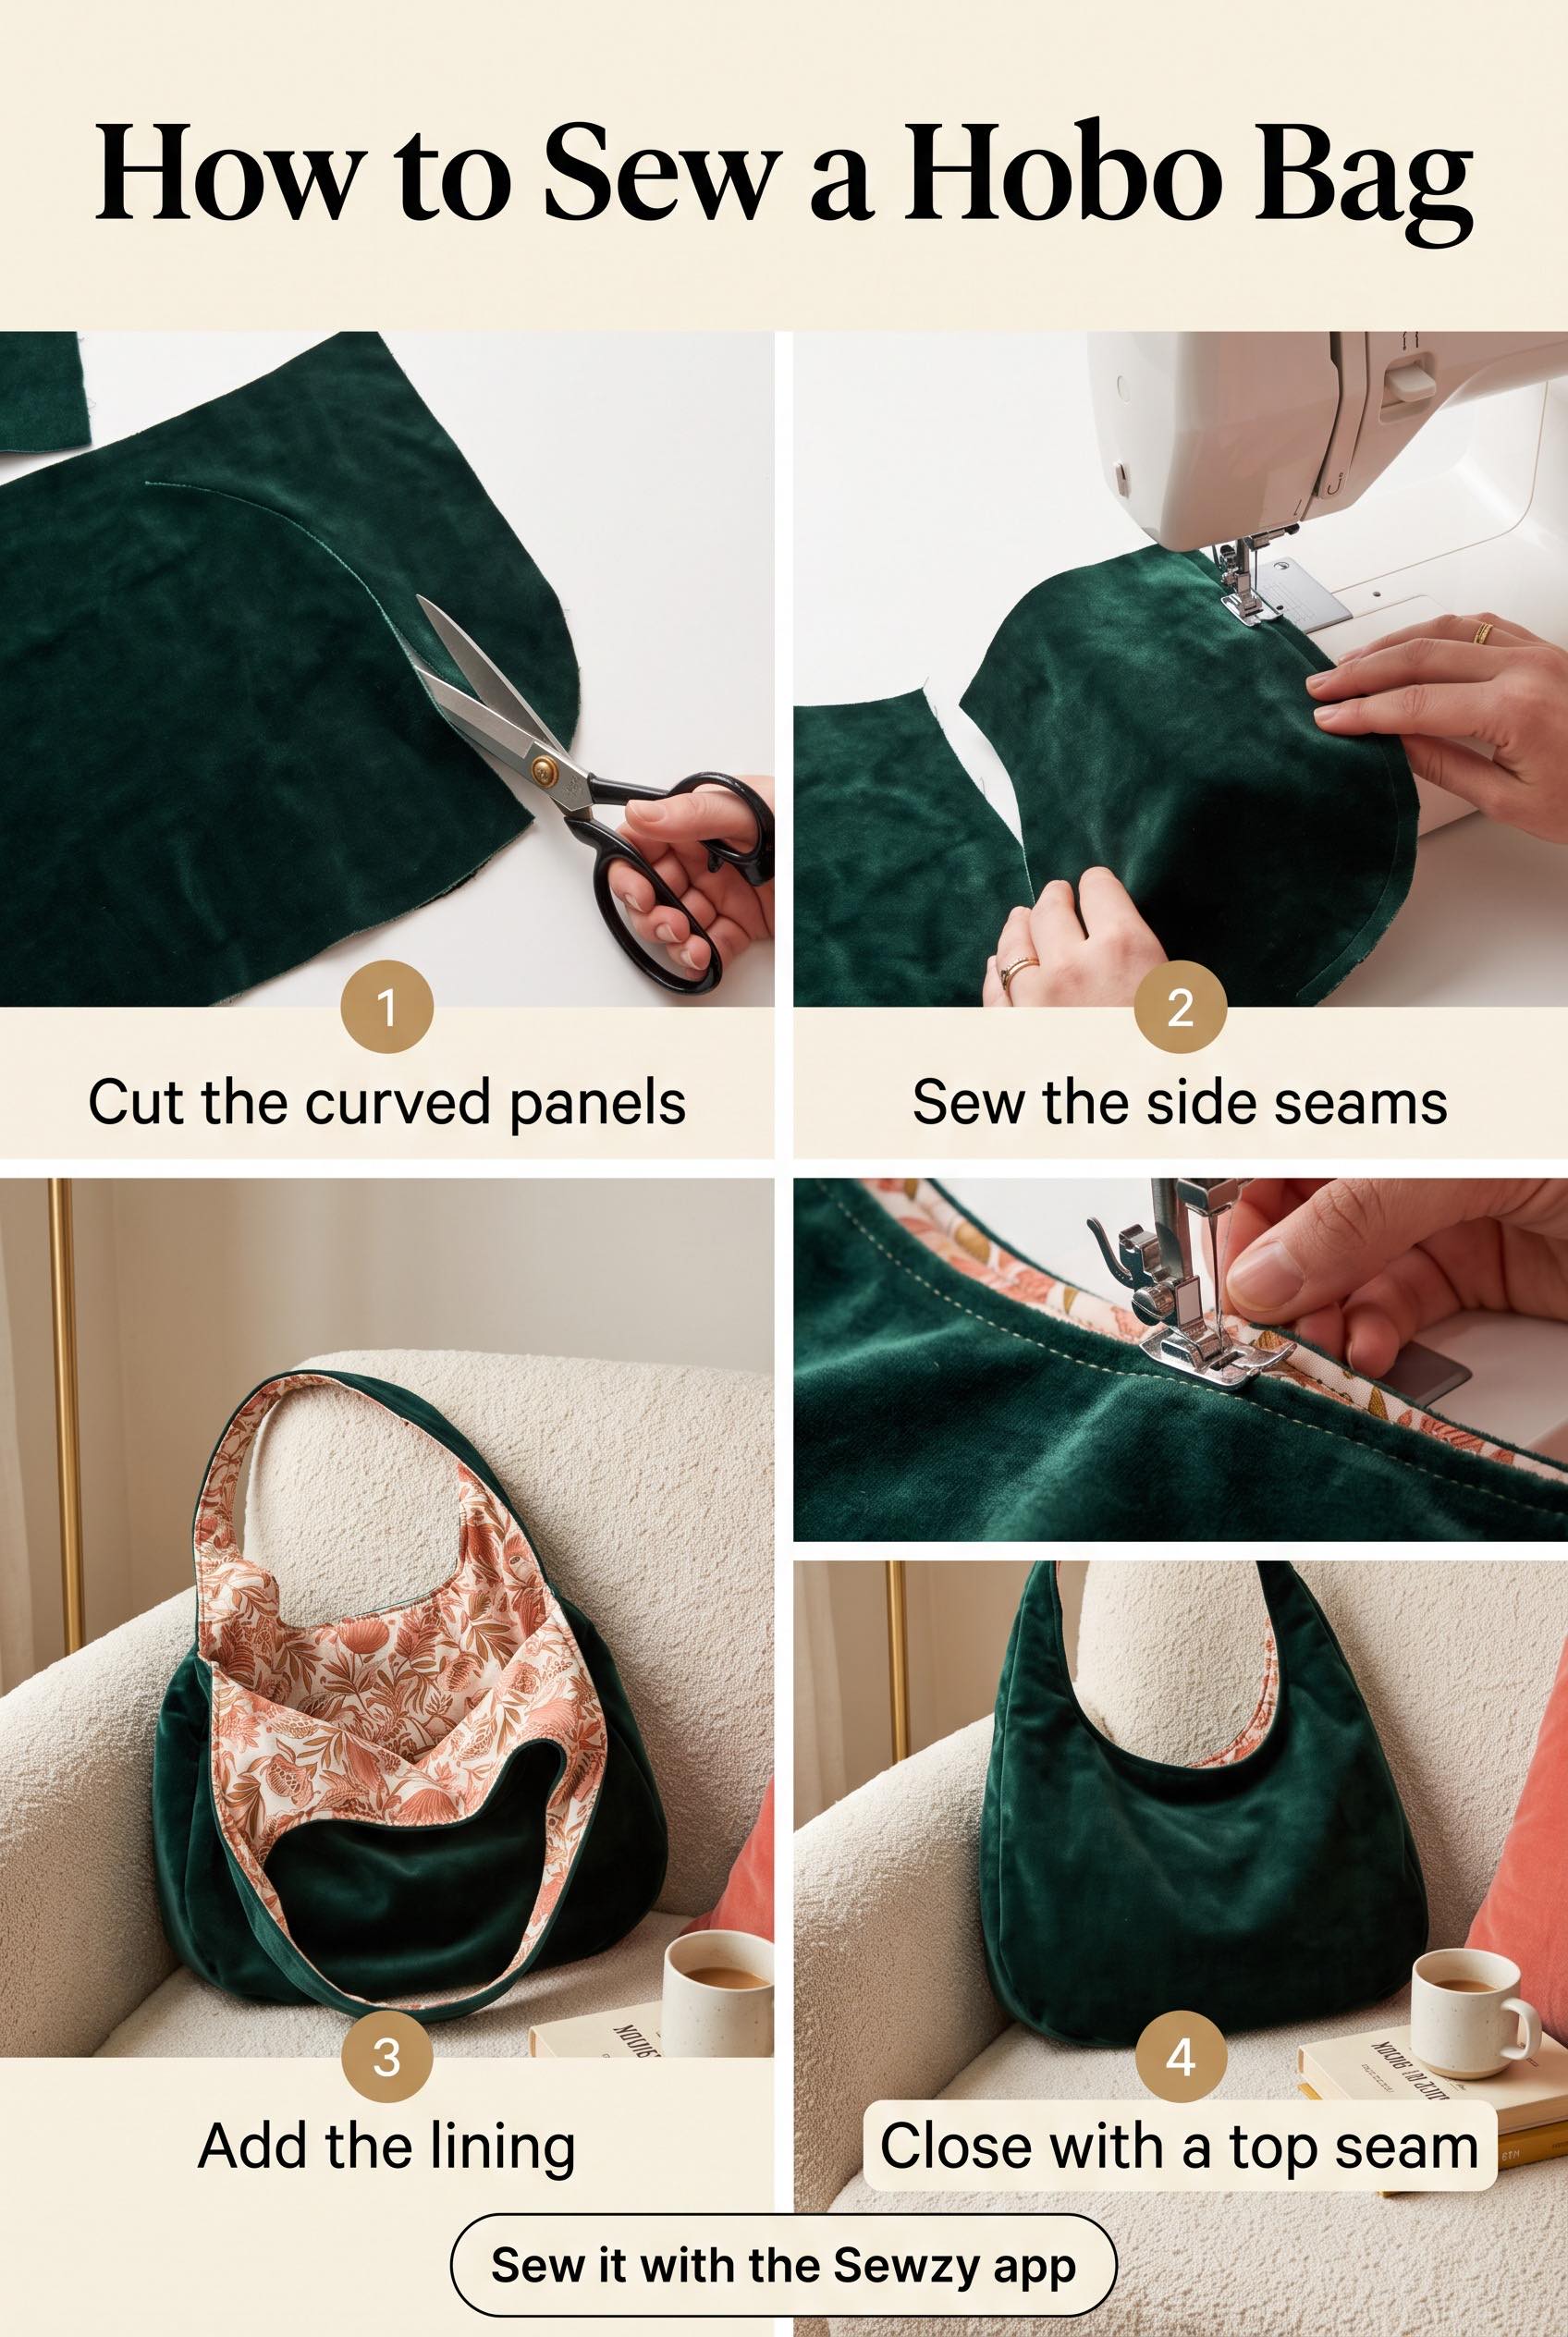 How to Sew a Hobo Bag
1
Cut the curved panels
2
Sew the side seams
3
Add the lining
4
Close with a top seam
Sew it with the Sewzy app